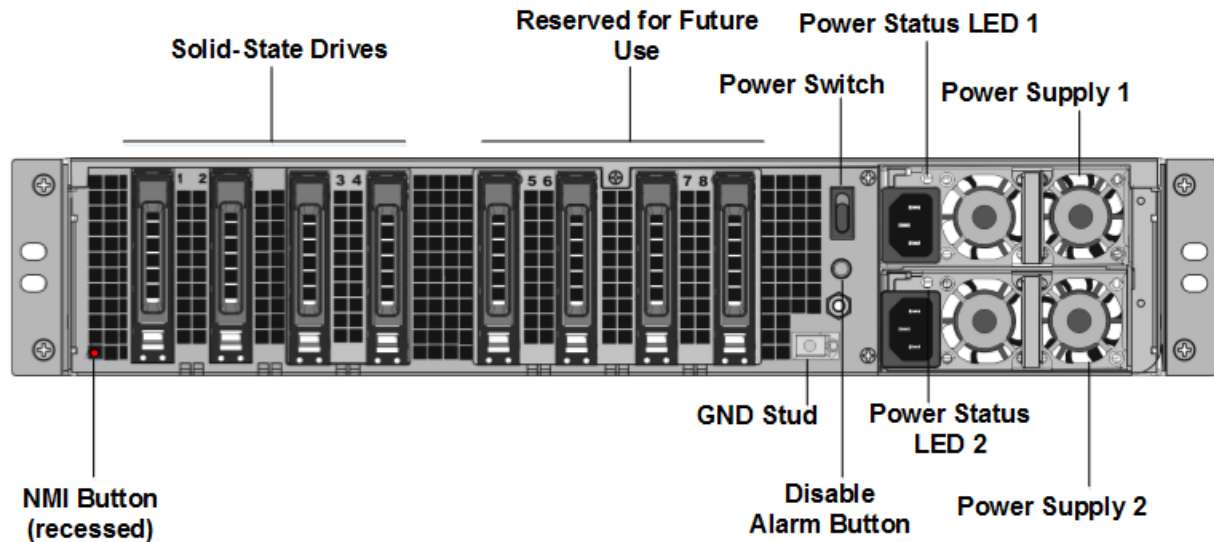 Reserved for Future
Use
Power Status LED 1
Solid-State Drives
Power Switch
Power Supply 1
1 2
3 4
5 6
7 8
GND Stud
Power Status
LED 2
NMI Button
(recessed)
Disable
Alarm Button
Power Supply 2